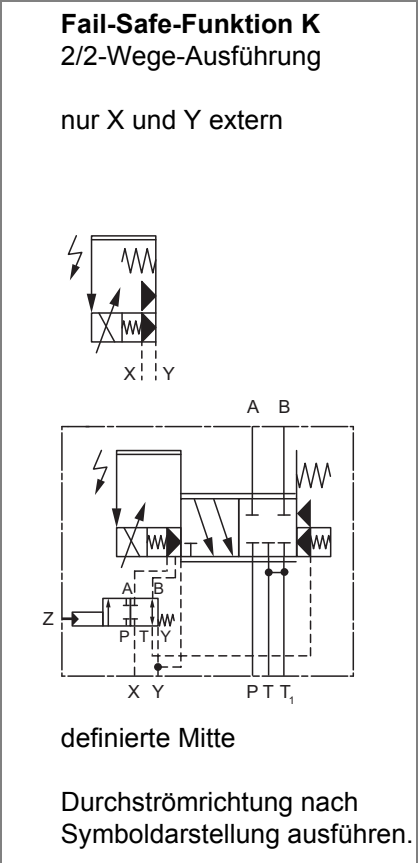 Fail-Safe-Funktion K
2/2-Wege-Ausführung
nur X und Y extern
X Y
A B
A B
Z
P T Y
X Y P T T₁
definierte Mitte
Durchströmrichtung nach
Symboldarstellung ausführen.